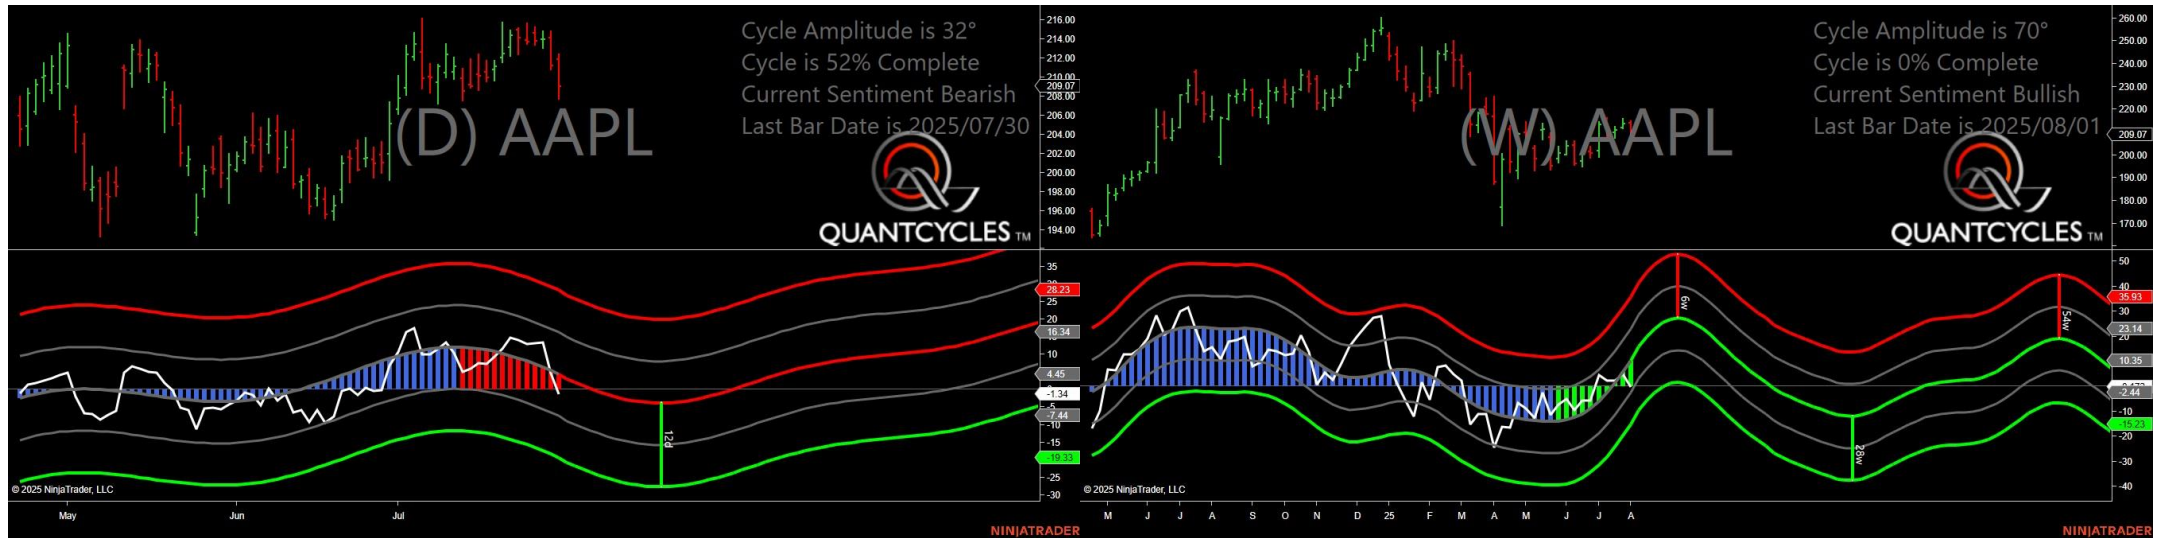 Cycle Amplitude is 32°
Cycle is 52% Complete
Current Sentiment Bearish
Last Bar Date is 2025/07/30
(D) AAPL
QUANTCYCLES TM
216.00
214.00
212.00
210.00
209.07
208.00
206.00
204.00
202.00
200.00
198.00
196.00
194.00
35
28.23
25
20
16.34
10
4.45
-1.34
-5
-7.44
-10
-15
-19.33
-25
-30
12d
© 2025 NinjaTrader, LLC
May Jun Jul
NINJATRADER
Cycle Amplitude is 70°
Cycle is 0% Complete
Current Sentiment Bullish
Last Bar Date is 2025/08/01
(W) AAPL
QUANTCYCLES TM
260.00
250.00
240.00
230.00
220.00
209.07
200.00
190.00
180.00
170.00
50
40
35.93
30
23.14
20
10.35
-2.44
-10
-15.23
-20
-30
-40
6w
28w
54w
© 2025 NinjaTrader, LLC
M J J A S O N D 25 F M A M J J A
NINJATRADER